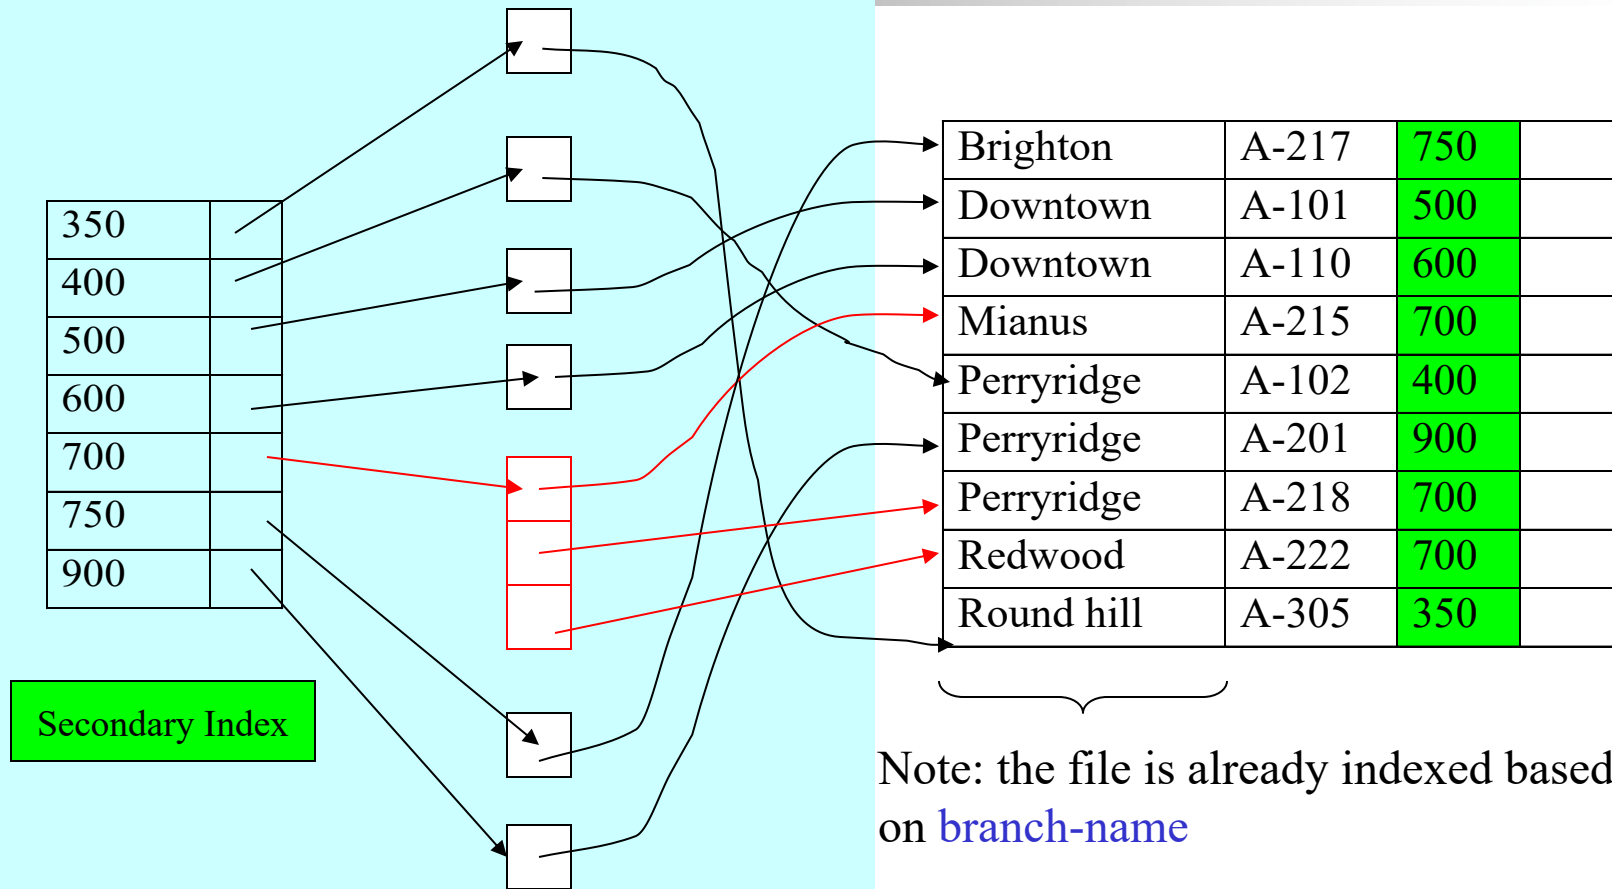 350
400
500
600
700
750
900
Secondary Index
Brighton A-217 750
Downtown A-101 500
Downtown A-110 600
Mianus A-215 700
Perryridge A-102 400
Perryridge A-201 900
Perryridge A-218 700
Redwood A-222 700
Round hill A-305 350
Note: the file is already indexed based
on branch-name